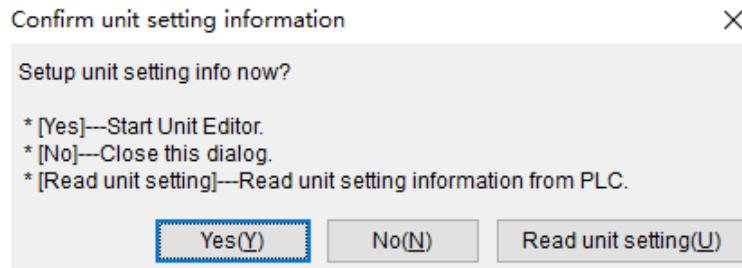 Confirm unit setting information
Setup unit setting info now?
* [Yes]---Start Unit Editor.
* [No]---Close this dialog.
* [Read unit setting]---Read unit setting information from PLC.
Yes(Y) No(N) Read unit setting(U)